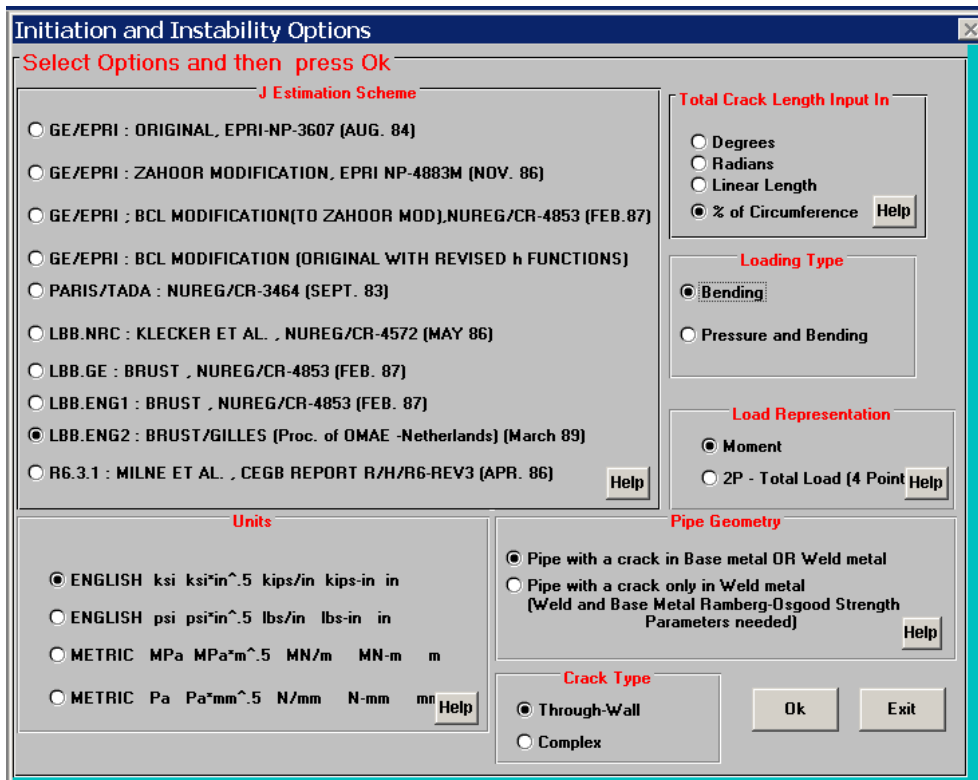 Initiation and Instability Options
Select Options and then press Ok
J Estimation Scheme
GE/EPRI : ORIGINAL, EPRI-NP-3607 (AUG. 84)
GE/EPRI : ZAHOOR MODIFICATION, EPRI NP-4883M (NOV. 86)
GE/EPRI ; BCL MODIFICATION(TO ZAHOOR MOD),NUREG/CR-4853 (FEB.87)
GE/EPRI : BCL MODIFICATION (ORIGINAL WITH REVISED h FUNCTIONS)
PARIS/TADA : NUREG/CR-3464 (SEPT. 83)
LBB.NRC : KLECKER ET AL. , NUREG/CR-4572 (MAY 86)
LBB.GE : BRUST , NUREG/CR-4853 (FEB. 87)
LBB.ENG1 : BRUST , NUREG/CR-4853 (FEB. 87)
LBB.ENG2 : BRUST/GILLES (Proc. of OMAE -Netherlands) (March 89)
R6.3.1 : MILNE ET AL. , CEGB REPORT R/H/R6-REV3 (APR. 86)
Help
Total Crack Length Input In
Degrees
Radians
Linear Length
% of Circumference
Help
Loading Type
Bending
Pressure and Bending
Load Representation
Moment
2P - Total Load (4 Point
Help
Units
ENGLISH ksi ksi*in^.5 kips/in kips-in in
ENGLISH psi psi*in^.5 lbs/in lbs-in in
METRIC MPa MPa*m^.5 MN/m MN-m m
METRIC Pa Pa*mm^.5 N/mm N-mm mm
Help
Pipe Geometry
Pipe with a crack in Base metal OR Weld metal
Pipe with a crack only in Weld metal
(Weld and Base Metal Ramberg-Osgood Strength
Parameters needed)
Help
Crack Type
Through-Wall
Complex
Ok
Exit